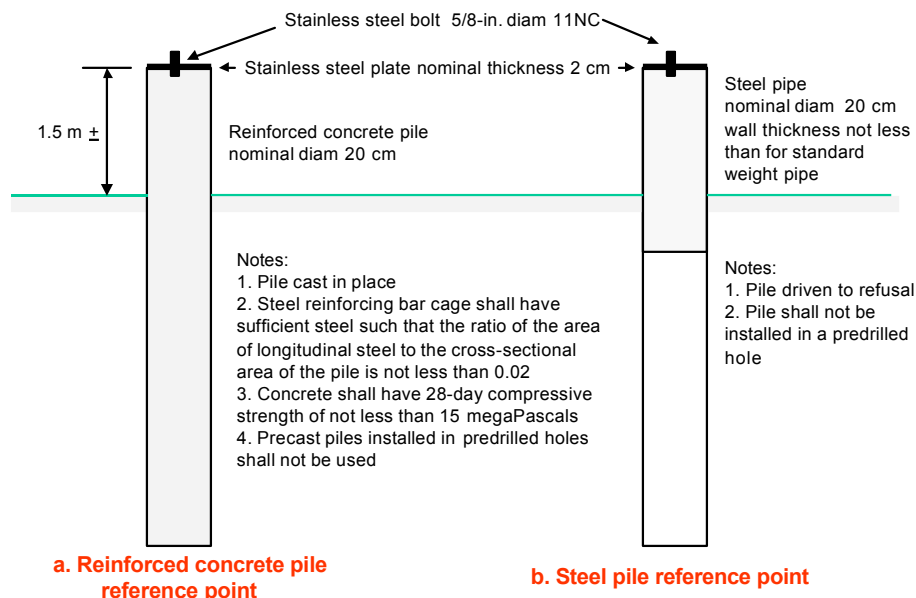 Stainless steel bolt 5/8-in. diam 11NC
Stainless steel plate nominal thickness 2 cm
1.5 m ±
Reinforced concrete pile
nominal diam 20 cm
Steel pipe
nominal diam 20 cm
wall thickness not less
than for standard
weight pipe
Notes:
1. Pile cast in place
2. Steel reinforcing bar cage shall have
sufficient steel such that the ratio of the area
of longitudinal steel to the cross-sectional
area of the pile is not less than 0.02
3. Concrete shall have 28-day compressive
strength of not less than 15 megaPascals
4. Precast piles installed in predrilled holes
shall not be used
Notes:
1. Pile driven to refusal
2. Pile shall not be
installed in a predrilled
hole
a. Reinforced concrete pile
reference point
b. Steel pile reference point